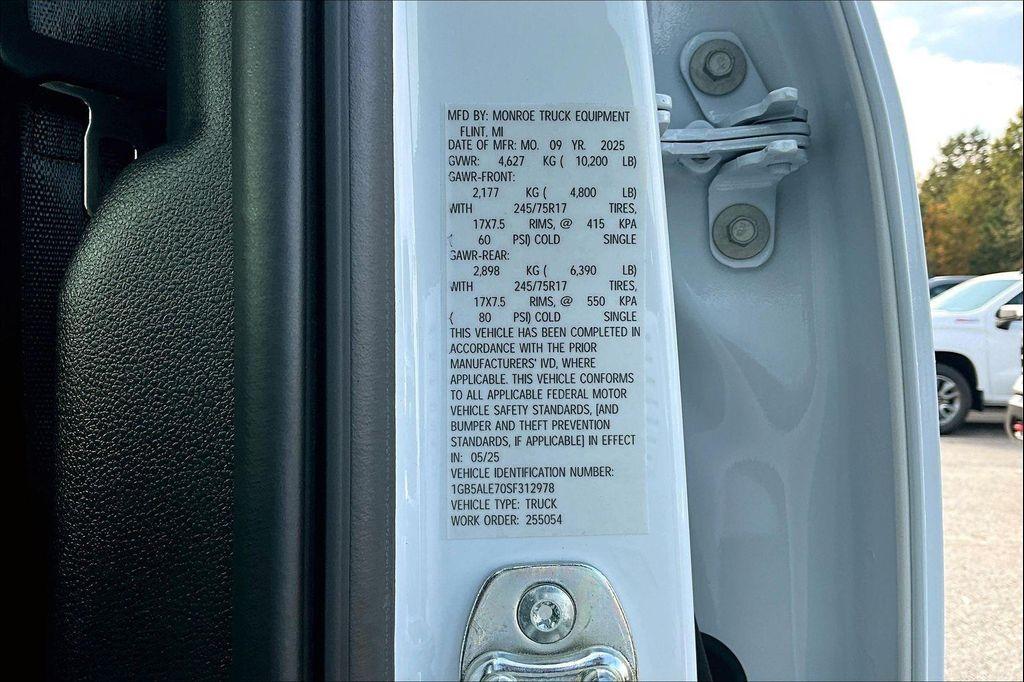 MFD BY: MONROE TRUCK EQUIPMENT
FLINT, MI
DATE OF MFR: MO. 09 YR. 2025
GVWR: 4,627 KG ( 10,200 LB)
GAWR-FRONT:
2,177 KG ( 4,800 LB)
WITH 245/75R17 TIRES,
17X7.5 RIMS, @ 415 KPA
( 60 PSI) COLD SINGLE
GAWR-REAR:
2,898 KG ( 6,390 LB)
WITH 245/75R17 TIRES,
17X7.5 RIMS, @ 550 KPA
( 80 PSI) COLD SINGLE
THIS VEHICLE HAS BEEN COMPLETED IN
ACCORDANCE WITH THE PRIOR
MANUFACTURERS' IVD, WHERE
APPLICABLE. THIS VEHICLE CONFORMS
TO ALL APPLICABLE FEDERAL MOTOR
VEHICLE SAFETY STANDARDS, [AND
BUMPER AND THEFT PREVENTION
STANDARDS, IF APPLICABLE] IN EFFECT
IN: 05/25
VEHICLE IDENTIFICATION NUMBER:
1GB5ALE70SF312978
VEHICLE TYPE: TRUCK
WORK ORDER: 255054